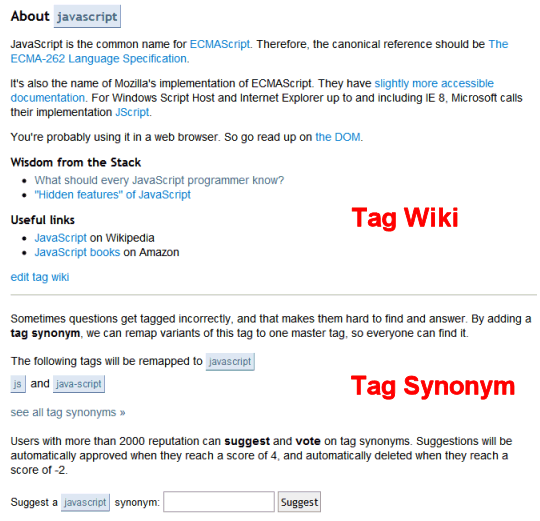 About javascript
JavaScript is the common name for ECMAScript. Therefore, the canonical reference should be The
ECMA-262 Language Specification.
It's also the name of Mozilla's implementation of ECMAScript. They have slightly more accessible
documentation. For Windows Script Host and Internet Explorer up to and including IE 8, Microsoft calls
their implementation JScript.
You're probably using it in a web browser. So go read up on the DOM.
Wisdom from the Stack
• What should every JavaScript programmer know?
• "Hidden features" of JavaScript
Useful links
Tag Wiki
• JavaScript on Wikipedia
• JavaScript books on Amazon
edit tag wiki
Sometimes questions get tagged incorrectly, and that makes them hard to find and answer. By adding a
tag synonym, we can remap variants of this tag to one master tag, so everyone can find it.
The following tags will be remapped to javascript
js and java-script
Tag Synonym
see all tag synonyms »
Users with more than 2000 reputation can suggest and vote on tag synonyms. Suggestions will be
automatically approved when they reach a score of 4, and automatically deleted when they reach a
score of -2.
Suggest a javascript synonym: Suggest